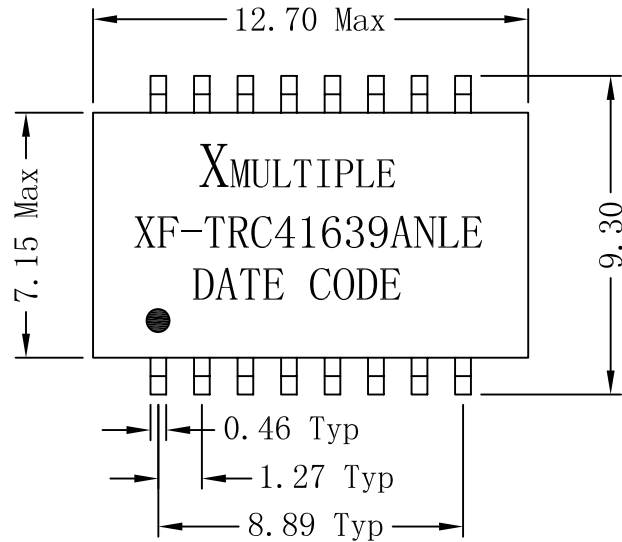 12.70 Max
XMULTIPLE
XF-TRC41639ANLE
DATE CODE
7.15 Max
9.30
0.46 Typ
1.27 Typ
8.89 Typ